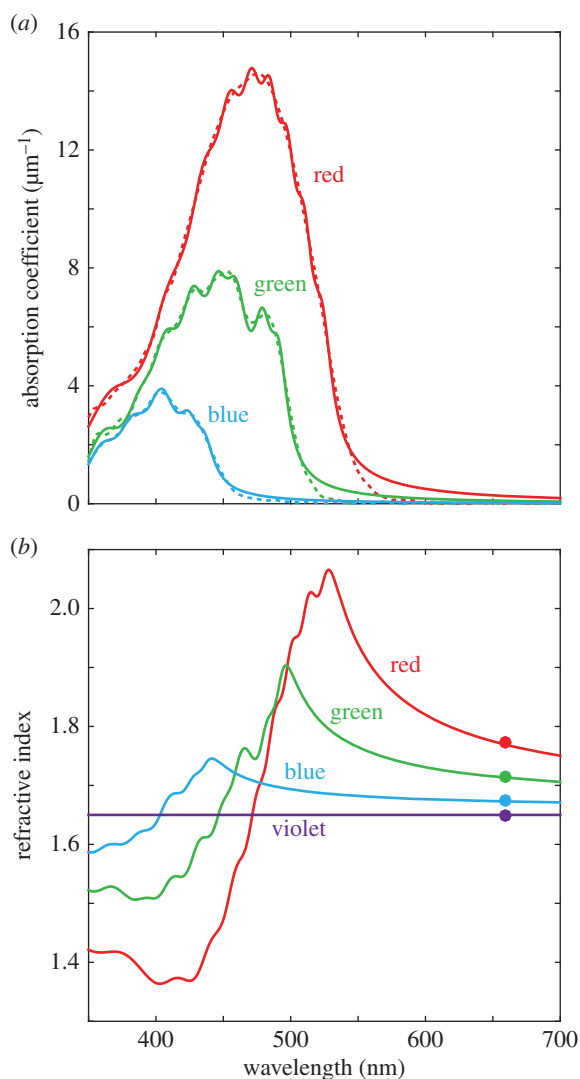 (a)
16
12
8
4
0
absorption coefficient (µm⁻¹)
red
green
blue
(b)
2.0
1.8
1.6
1.4
refractive index
red
green
blue
violet
400 500 600 700
wavelength (nm)